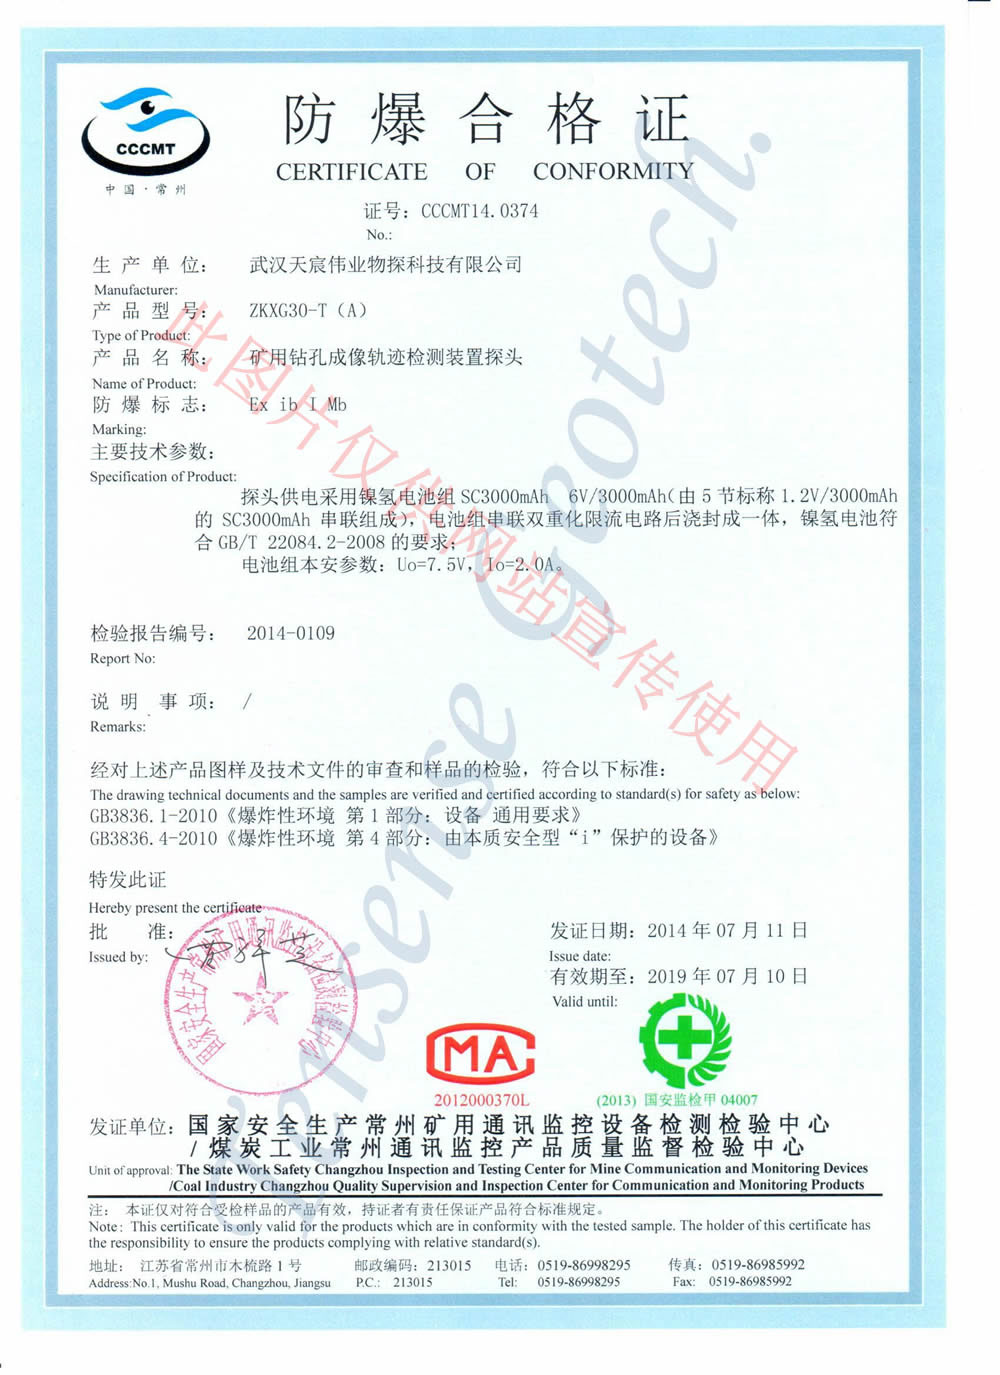 CCCMT
中国·常州
防爆合格证
CERTIFICATE OF CONFORMITY
证号：CCCMT14.0374
No.:
生产单位： 武汉天宸伟业物探科技有限公司
Manufacturer:
产品型号： ZKXG30-T（A）
Type of Product:
产品名称： 矿用钻孔成像轨迹检测装置探头
Name of Product:
防爆标志： Ex ib I Mb
Marking:
主要技术参数：
Specification of Product:
探头供电采用镍氢电池组 SC3000mAh 6V/3000mAh（由 5 节标称 1.2V/3000mAh
的 SC3000mAh 串联组成），电池组串联双重化限流电路后浇封成一体，镍氢电池符
合 GB/T 22084.2-2008 的要求；
电池组本安参数：Uo=7.5V，Io=2.0A。
检验报告编号： 2014-0109
Report No:
说明事项： /
Remarks:
经对上述产品图样及技术文件的审查和样品的检验，符合以下标准：
The drawing technical documents and the samples are verified and certified according to standard(s) for safety as below:
GB3836.1-2010《爆炸性环境 第 1 部分：设备 通用要求》
GB3836.4-2010《爆炸性环境 第 4 部分：由本质安全型“i”保护的设备》
特发此证
Hereby present the certificate
批准：
Issued by:
发证日期：2014 年 07 月 11 日
Issue date:
有效期至：2019 年 07 月 10 日
Valid until:
MA
2012000370L
(2013) 国安监检甲 04007
发证单位：国家安全生产常州矿用通讯监控设备检测检验中心
/煤炭工业常州通讯监控产品质量监督检验中心
Unit of approval: The State Work Safety Changzhou Inspection and Testing Center for Mine Communication and Monitoring Devices
/Coal Industry Changzhou Quality Supervision and Inspection Center for Communication and Monitoring Products
注： 本证仅对符合受检样品的产品有效，持证者有责任保证产品符合标准规定。
Note: This certificate is only valid for the products which are in conformity with the tested sample. The holder of this certificate has
the responsibility to ensure the products complying with relative standard(s).
地址： 江苏省常州市木梳路 1 号 邮政编码：213015 电话：0519-86998295 传真：0519-86985992
Address:No.1, Mushu Road, Changzhou, Jiangsu P.C.: 213015 Tel: 0519-86998295 Fax: 0519-86985992
此图片仅供网站宣传使用
Tensense Geotech.
国家安全生产常州矿用通讯监控设备检测检验中心